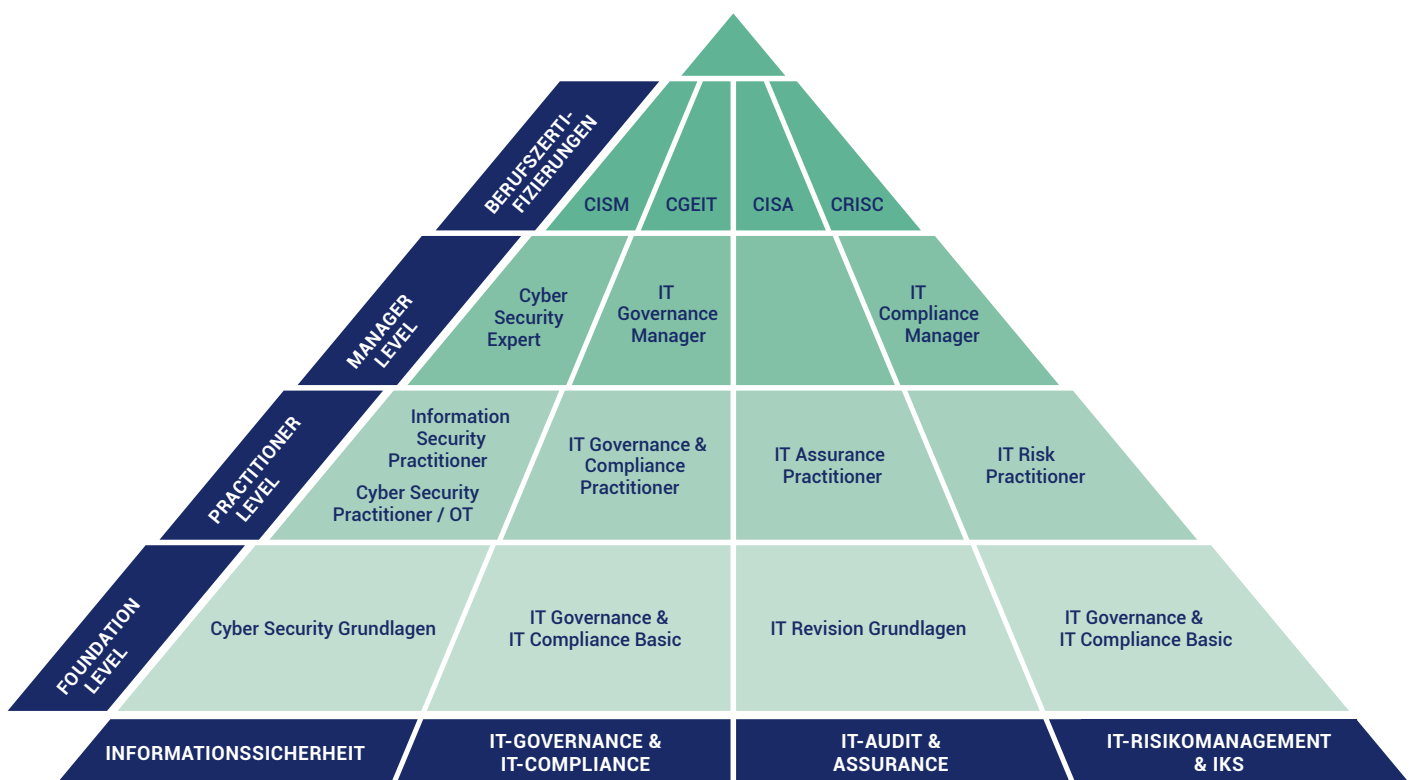 BERUFSZERTI-
FIZIERUNGEN
CISM
CGEIT
CISA
CRISC
MANAGER
LEVEL
Cyber
Security
Expert
IT
Governance
Manager
IT
Compliance
Manager
PRACTITIONER
LEVEL
Information
Security
Practitioner
Cyber Security
Practitioner / OT
IT Governance &
Compliance
Practitioner
IT Assurance
Practitioner
IT Risk
Practitioner
FOUNDATION
LEVEL
Cyber Security Grundlagen
IT Governance &
IT Compliance Basic
IT Revision Grundlagen
IT Governance &
IT Compliance Basic
INFORMATIONSSICHERHEIT
IT-GOVERNANCE &
IT-COMPLIANCE
IT-AUDIT &
ASSURANCE
IT-RISIKOMANAGEMENT
& IKS